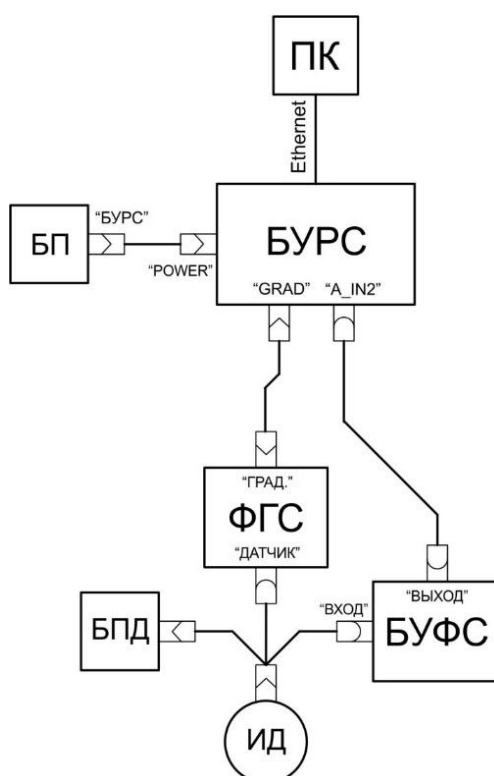 ПК
Ethernet
"БУРС"
БП
"POWER"
БУРС
"GRAD" "A_IN2"
"ГРАД."
ФГС
"ДАТЧИК"
БПД
"ВХОД"
"ВЫХОД"
БУФС
ИД